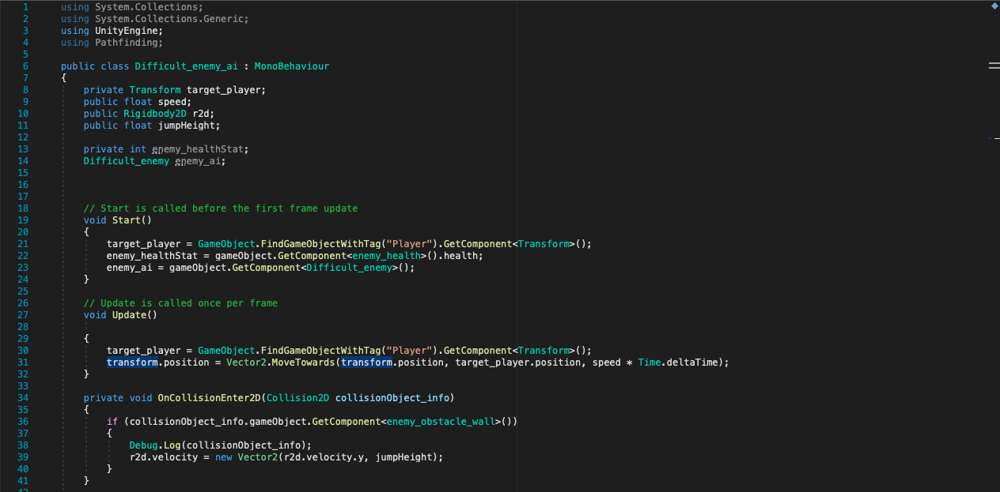 1 using System.Collections;
2 using System.Collections.Generic;
3 using UnityEngine;
4 using Pathfinding;
5
6 public class Difficult_enemy_ai : MonoBehaviour
7 {
8 private Transform target_player;
9 public float speed;
10 public Rigidbody2D r2d;
11 public float jumpHeight;
12
13 private int enemy_healthStat;
14 Difficult_enemy enemy_ai;
15
16
17
18 // Start is called before the first frame update
19 void Start()
20 {
21 target_player = GameObject.FindGameObjectWithTag("Player").GetComponent<Transform>();
22 enemy_healthStat = gameObject.GetComponent<enemy_health>().health;
23 enemy_ai = gameObject.GetComponent<Difficult_enemy>();
24 }
25
26 // Update is called once per frame
27 void Update()
28
29 {
30 target_player = GameObject.FindGameObjectWithTag("Player").GetComponent<Transform>();
31 transform.position = Vector2.MoveTowards(transform.position, target_player.position, speed * Time.deltaTime);
32 }
33
34 private void OnCollisionEnter2D(Collision2D collisionObject_info)
35 {
36 if (collisionObject_info.gameObject.GetComponent<enemy_obstacle_wall>())
37 {
38 Debug.Log(collisionObject_info);
39 r2d.velocity = new Vector2(r2d.velocity.y, jumpHeight);
40 }
41 }